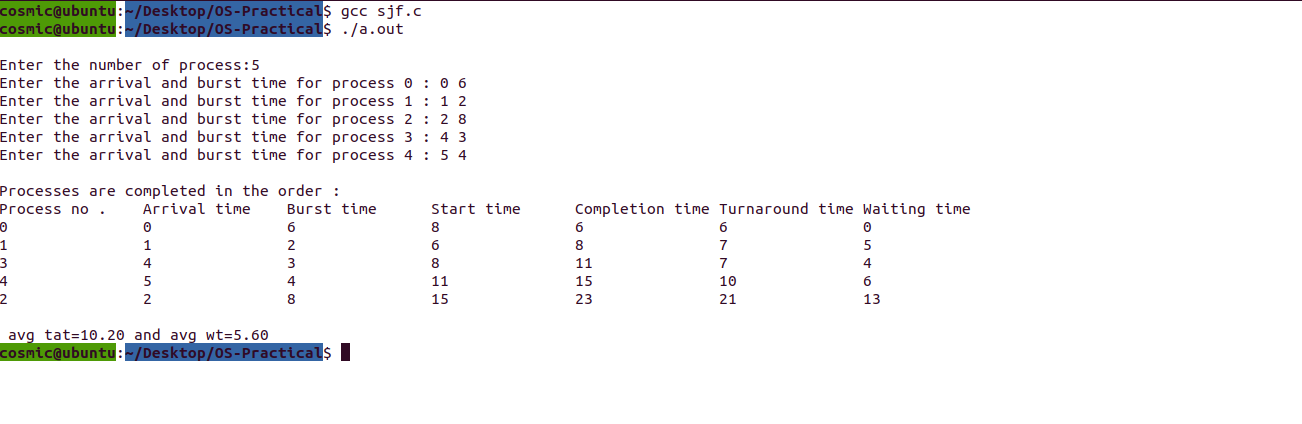 cosmic@ubuntu:~/Desktop/OS-Practical$ gcc sjf.c
cosmic@ubuntu:~/Desktop/OS-Practical$ ./a.out
Enter the number of process:5
Enter the arrival and burst time for process 0 : 0 6
Enter the arrival and burst time for process 1 : 1 2
Enter the arrival and burst time for process 2 : 2 8
Enter the arrival and burst time for process 3 : 4 3
Enter the arrival and burst time for process 4 : 5 4
Processes are completed in the order :
Process no . Arrival time Burst time Start time Completion time Turnaround time Waiting time
0 0 6 8 6 6 0
1 1 2 6 8 7 5
3 4 3 8 11 7 4
4 5 4 11 15 10 6
2 2 8 15 23 21 13
avg tat=10.20 and avg wt=5.60
cosmic@ubuntu:~/Desktop/OS-Practical$